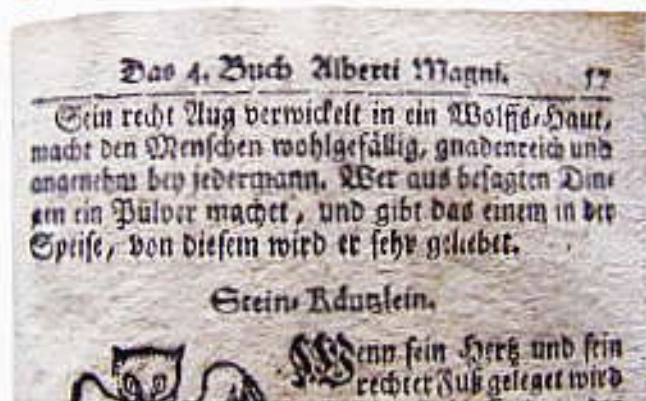 Das 4. Buch Alberti Magni. 57
Sein recht Aug verwickelt in ein Wolffs-Haut,
macht den Menschen wohlgefällig, gnadenreich und
angenehm bey jedermann. Wer aus besagten Din-
gen ein Pülver machet, und gibt das einem in der
Speise, von diesem wird er sehr geliebet.
Stein-Käutzlein.
Wenn sein Hertz und sein
rechter Fuß geleget wird